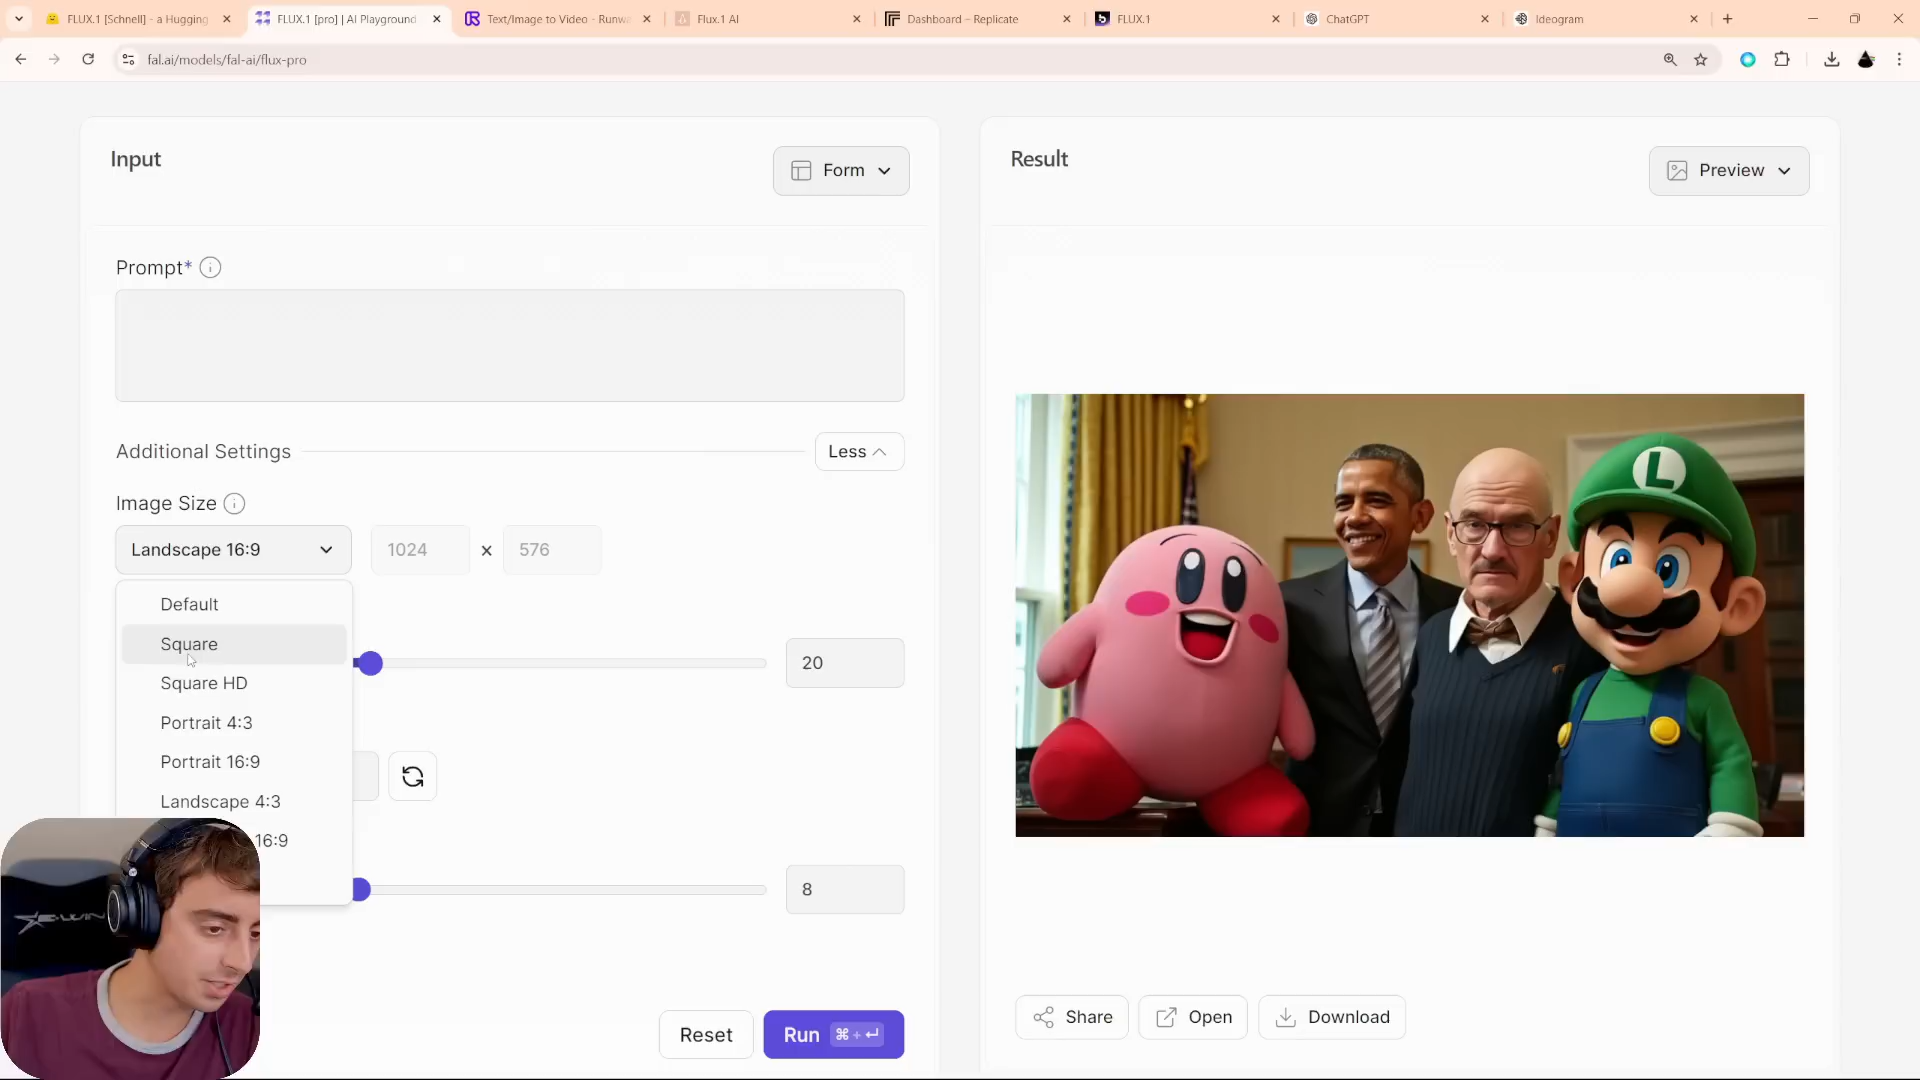 FLUX.1 [Schnell] - a Hugging
FLUX.1 [pro] | AI Playground
Text/Image to Video - Runwa
Flux.1 AI
Dashboard – Replicate
FLUX.1
ChatGPT
Ideogram
fal.ai/models/fal-ai/flux-pro
Input
Form
Result
Preview
Prompt*
Additional Settings
Less
Image Size
Landscape 16:9
1024 x 576
Default
Square
20
Square HD
Portrait 4:3
Portrait 16:9
Landscape 4:3
16:9
8
Reset
Run ⌘+↵
Share
Open
Download
L